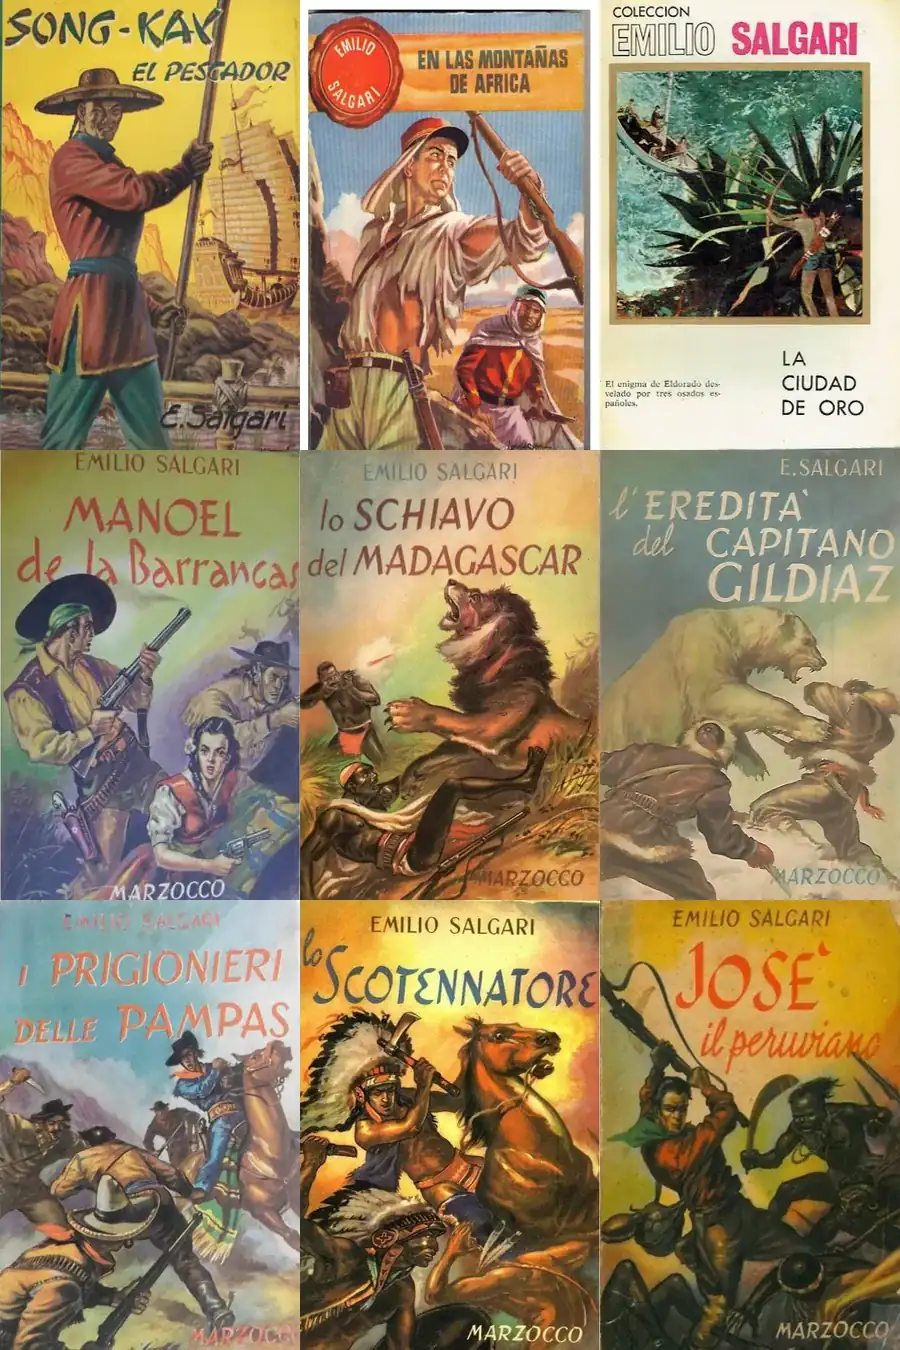 SONG-KAY
EL PESCADOR
E. Salgari
EMILIO
SALGARI
EN LAS MONTAÑAS
DE AFRICA
COLECCION
EMILIO SALGARI
El enigma de Eldorado des-
velado por tres osados es-
pañoles.
LA
CIUDAD
DE ORO
EMILIO SALGARI
MANOEL
de la Barrancas
MARZOCCO
EMILIO SALGARI
lo SCHIAVO
del MADAGASCAR
MARZOCCO
E. SALGARI
l'EREDITA'
del CAPITANO
GILDIAZ
MARZOCCO
EMILIO SALGARI
I PRIGIONIERI
DELLE PAMPAS
MARZOCCO
EMILIO SALGARI
lo
SCOTENNATORE
MARZOCCO
EMILIO SALGARI
JOSE'
il peruviano
MARZOCCO